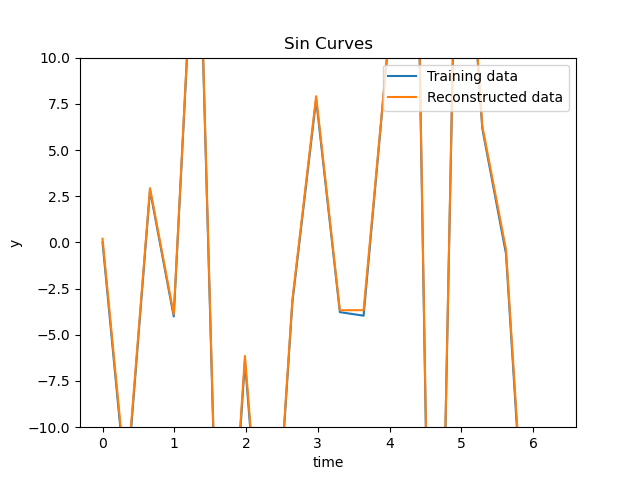 Sin Curves
Training data
Reconstructed data
10.0
7.5
5.0
2.5
0.0
−2.5
−5.0
−7.5
−10.0
y
0 1 2 3 4 5 6
time